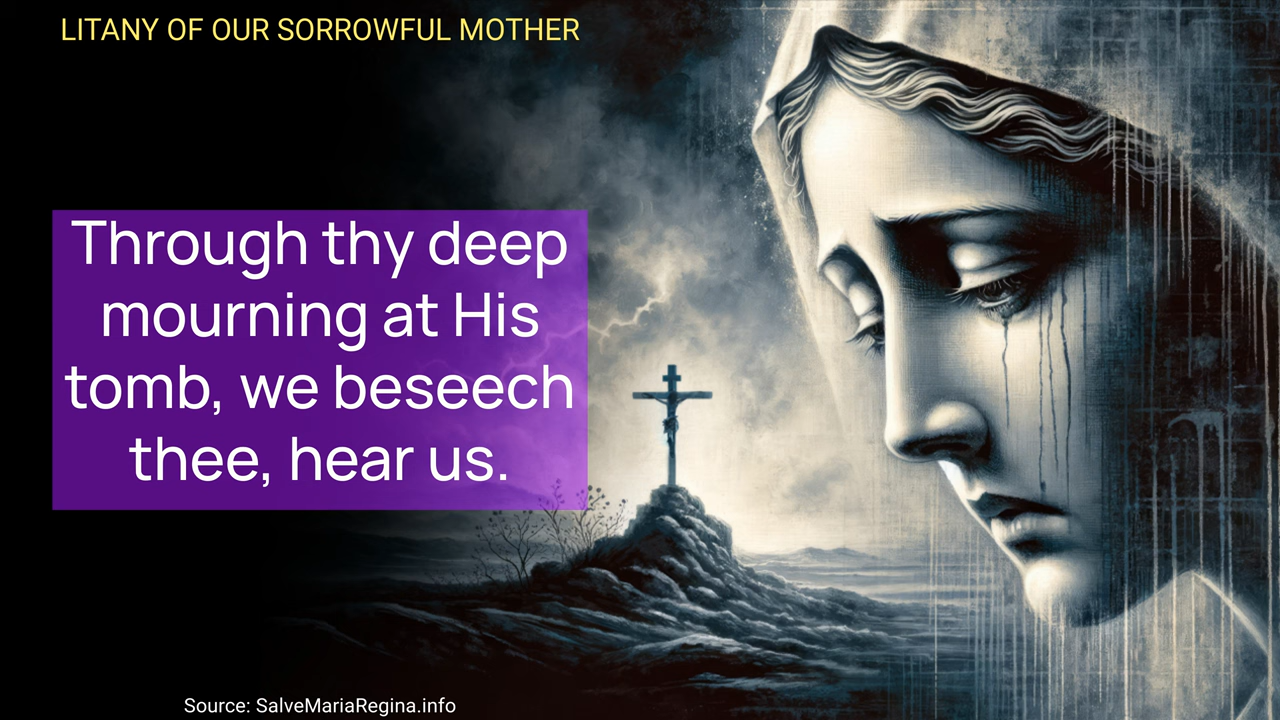 LITANY OF OUR SORROWFUL MOTHER
Through thy deep
mourning at His
tomb, we beseech
thee, hear us.
Source: SalveMariaRegina.info